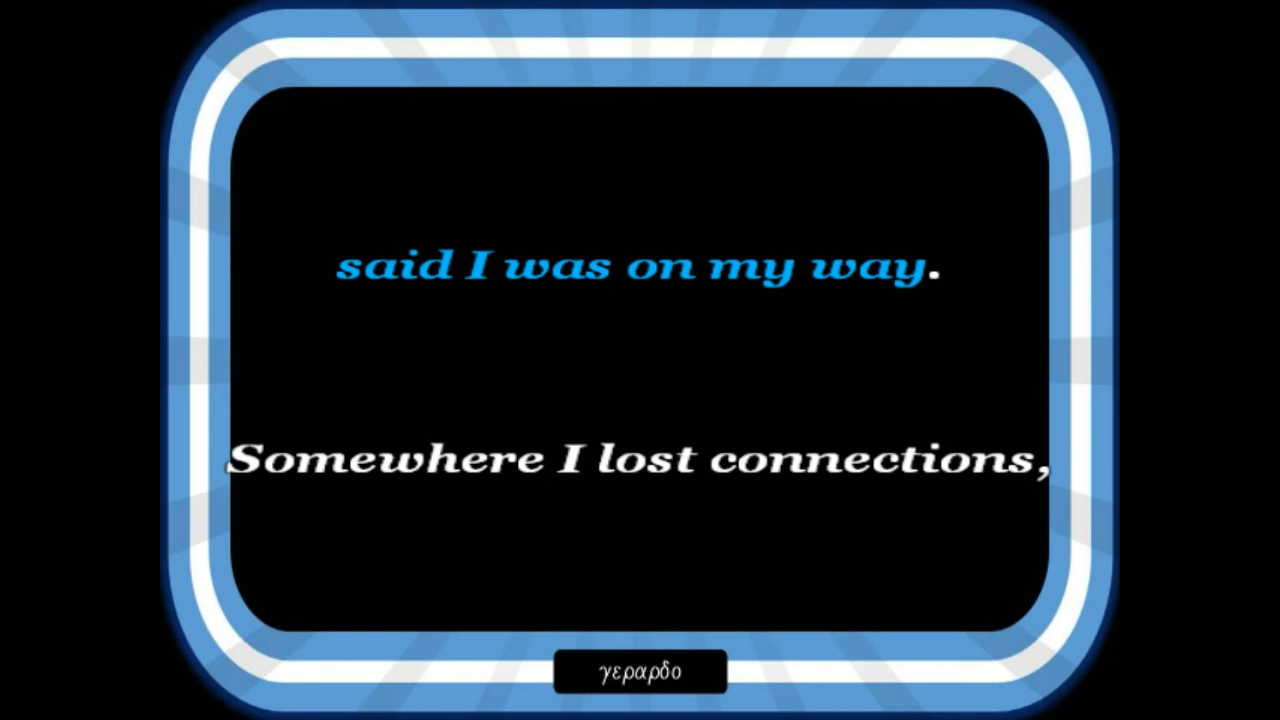 said I was on my way.
Somewhere I lost connections,
γεραρδο